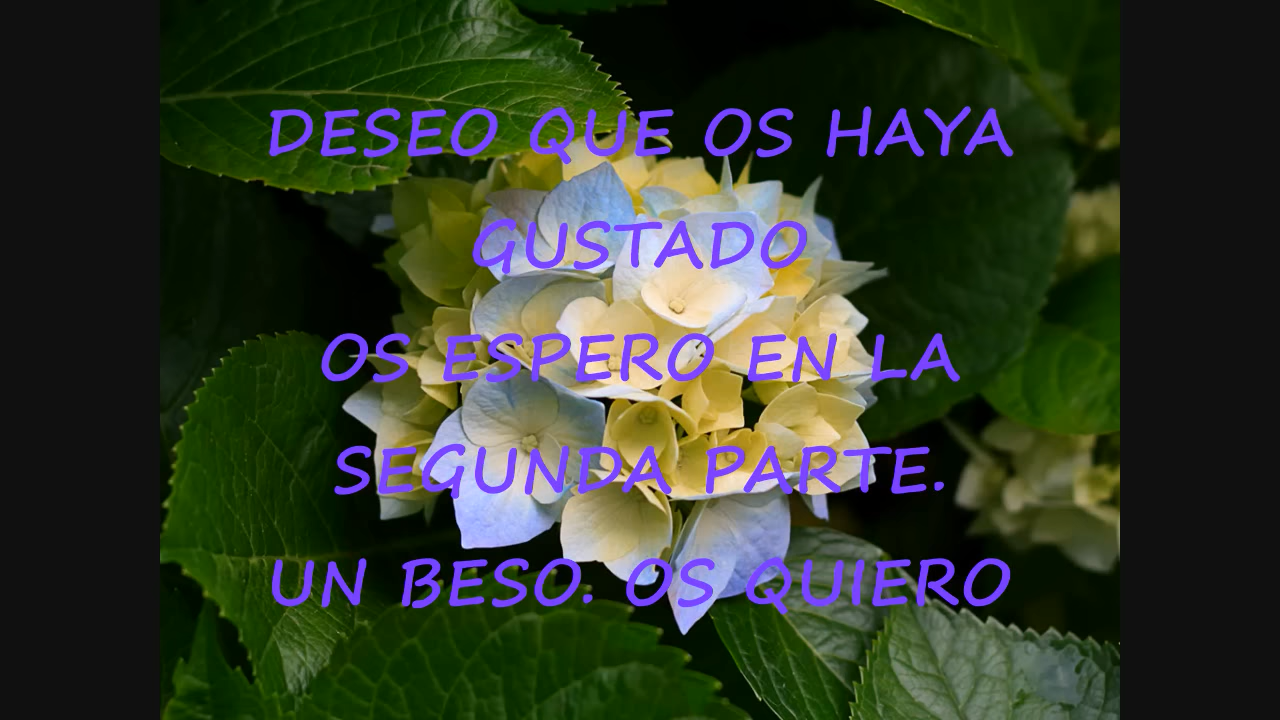 DESEO QUE OS HAYA
GUSTADO
OS ESPERO EN LA
SEGUNDA PARTE.
UN BESO. OS QUIERO